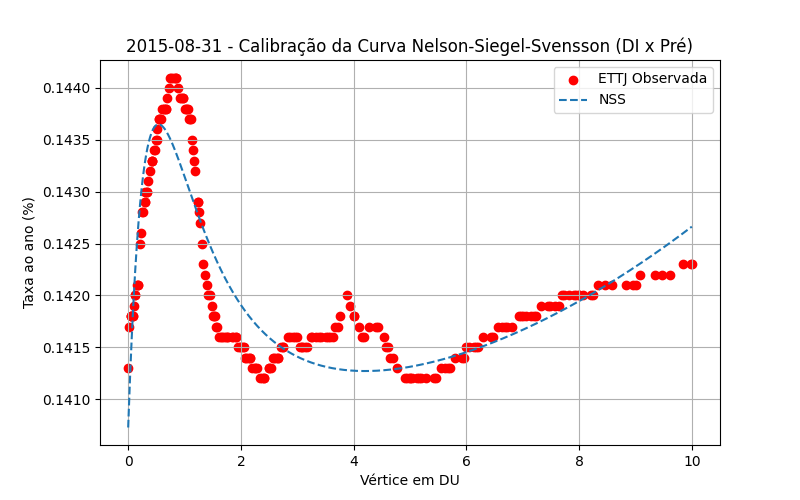 2015-08-31 - Calibração da Curva Nelson-Siegel-Svensson (DI x Pré)
ETTJ Observada
NSS
Taxa ao ano (%)
0.1440
0.1435
0.1430
0.1425
0.1420
0.1415
0.1410
0 2 4 6 8 10
Vértice em DU